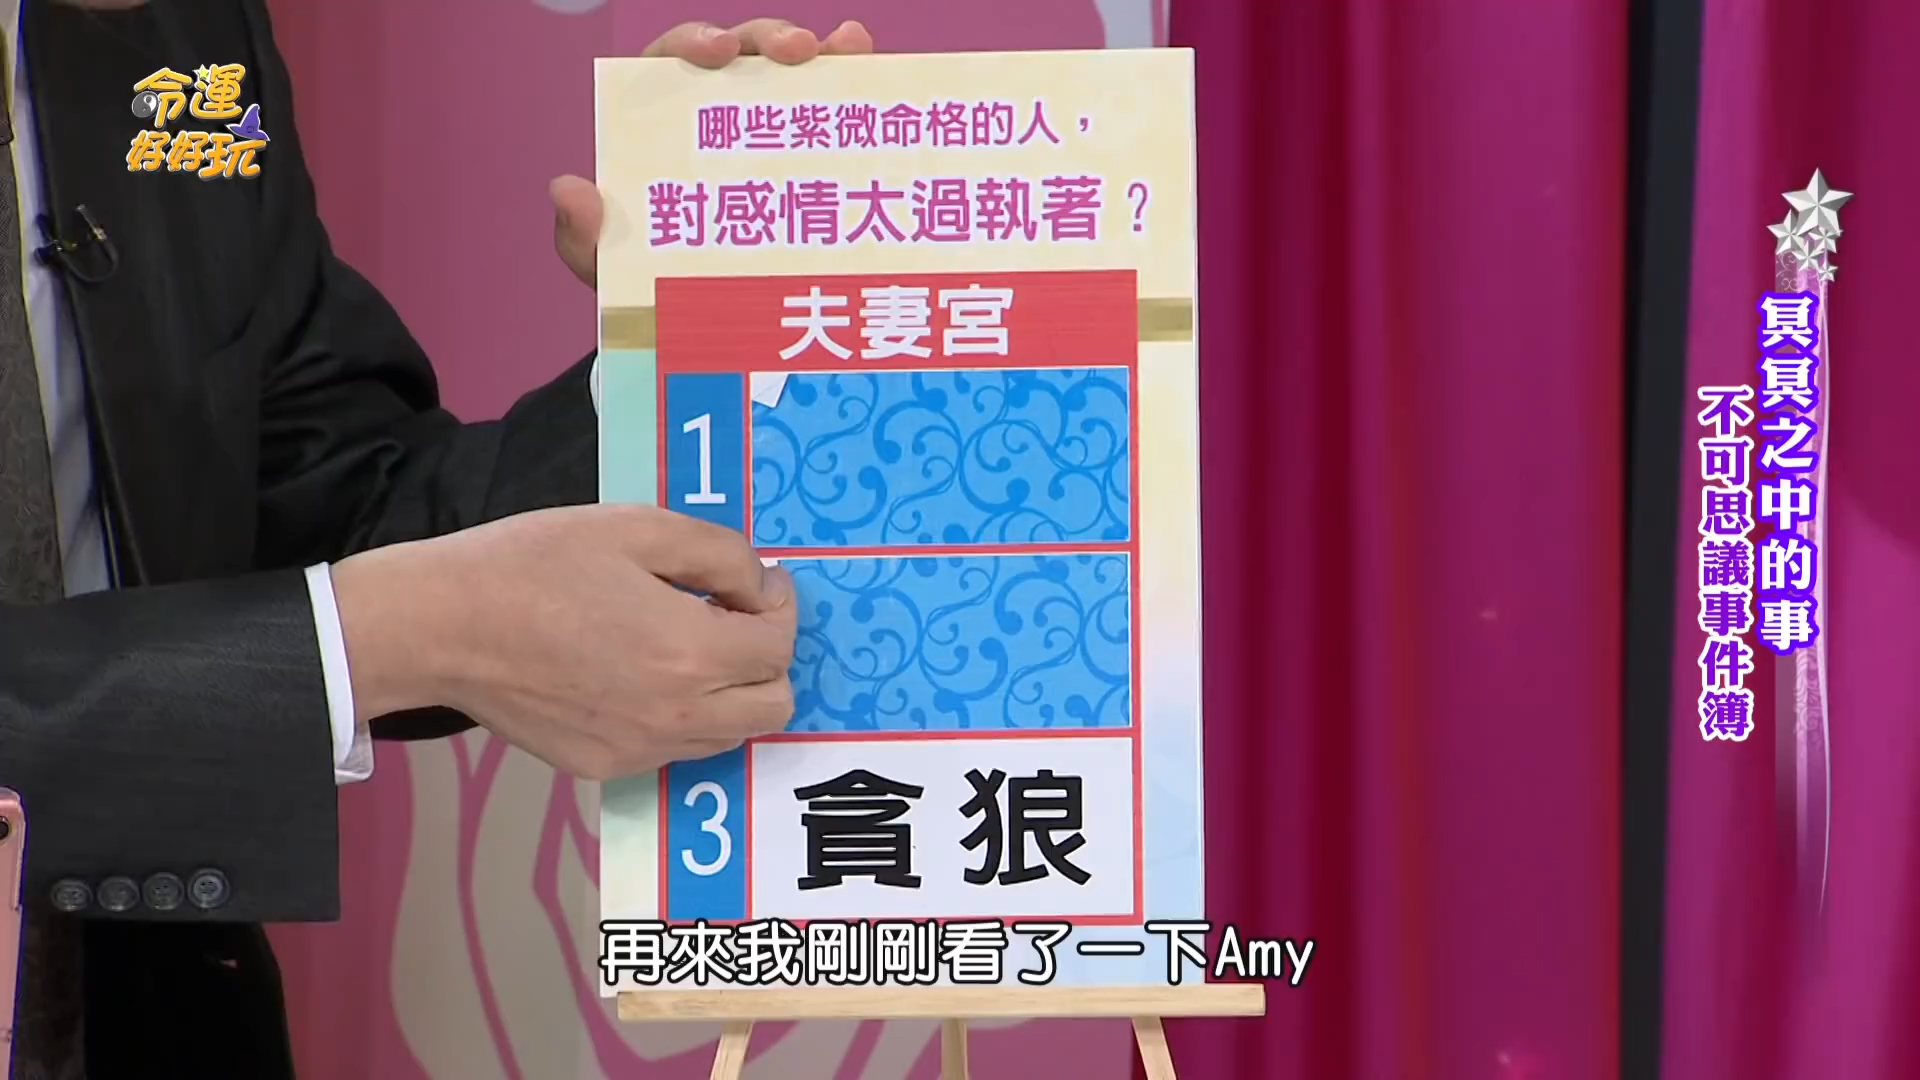 命運
好好玩
哪些紫微命格的人，
對感情太過執著？
夫妻宮
1
3
貪狼
冥冥之中的事
不可思議事件簿
再來我剛剛看了一下Amy